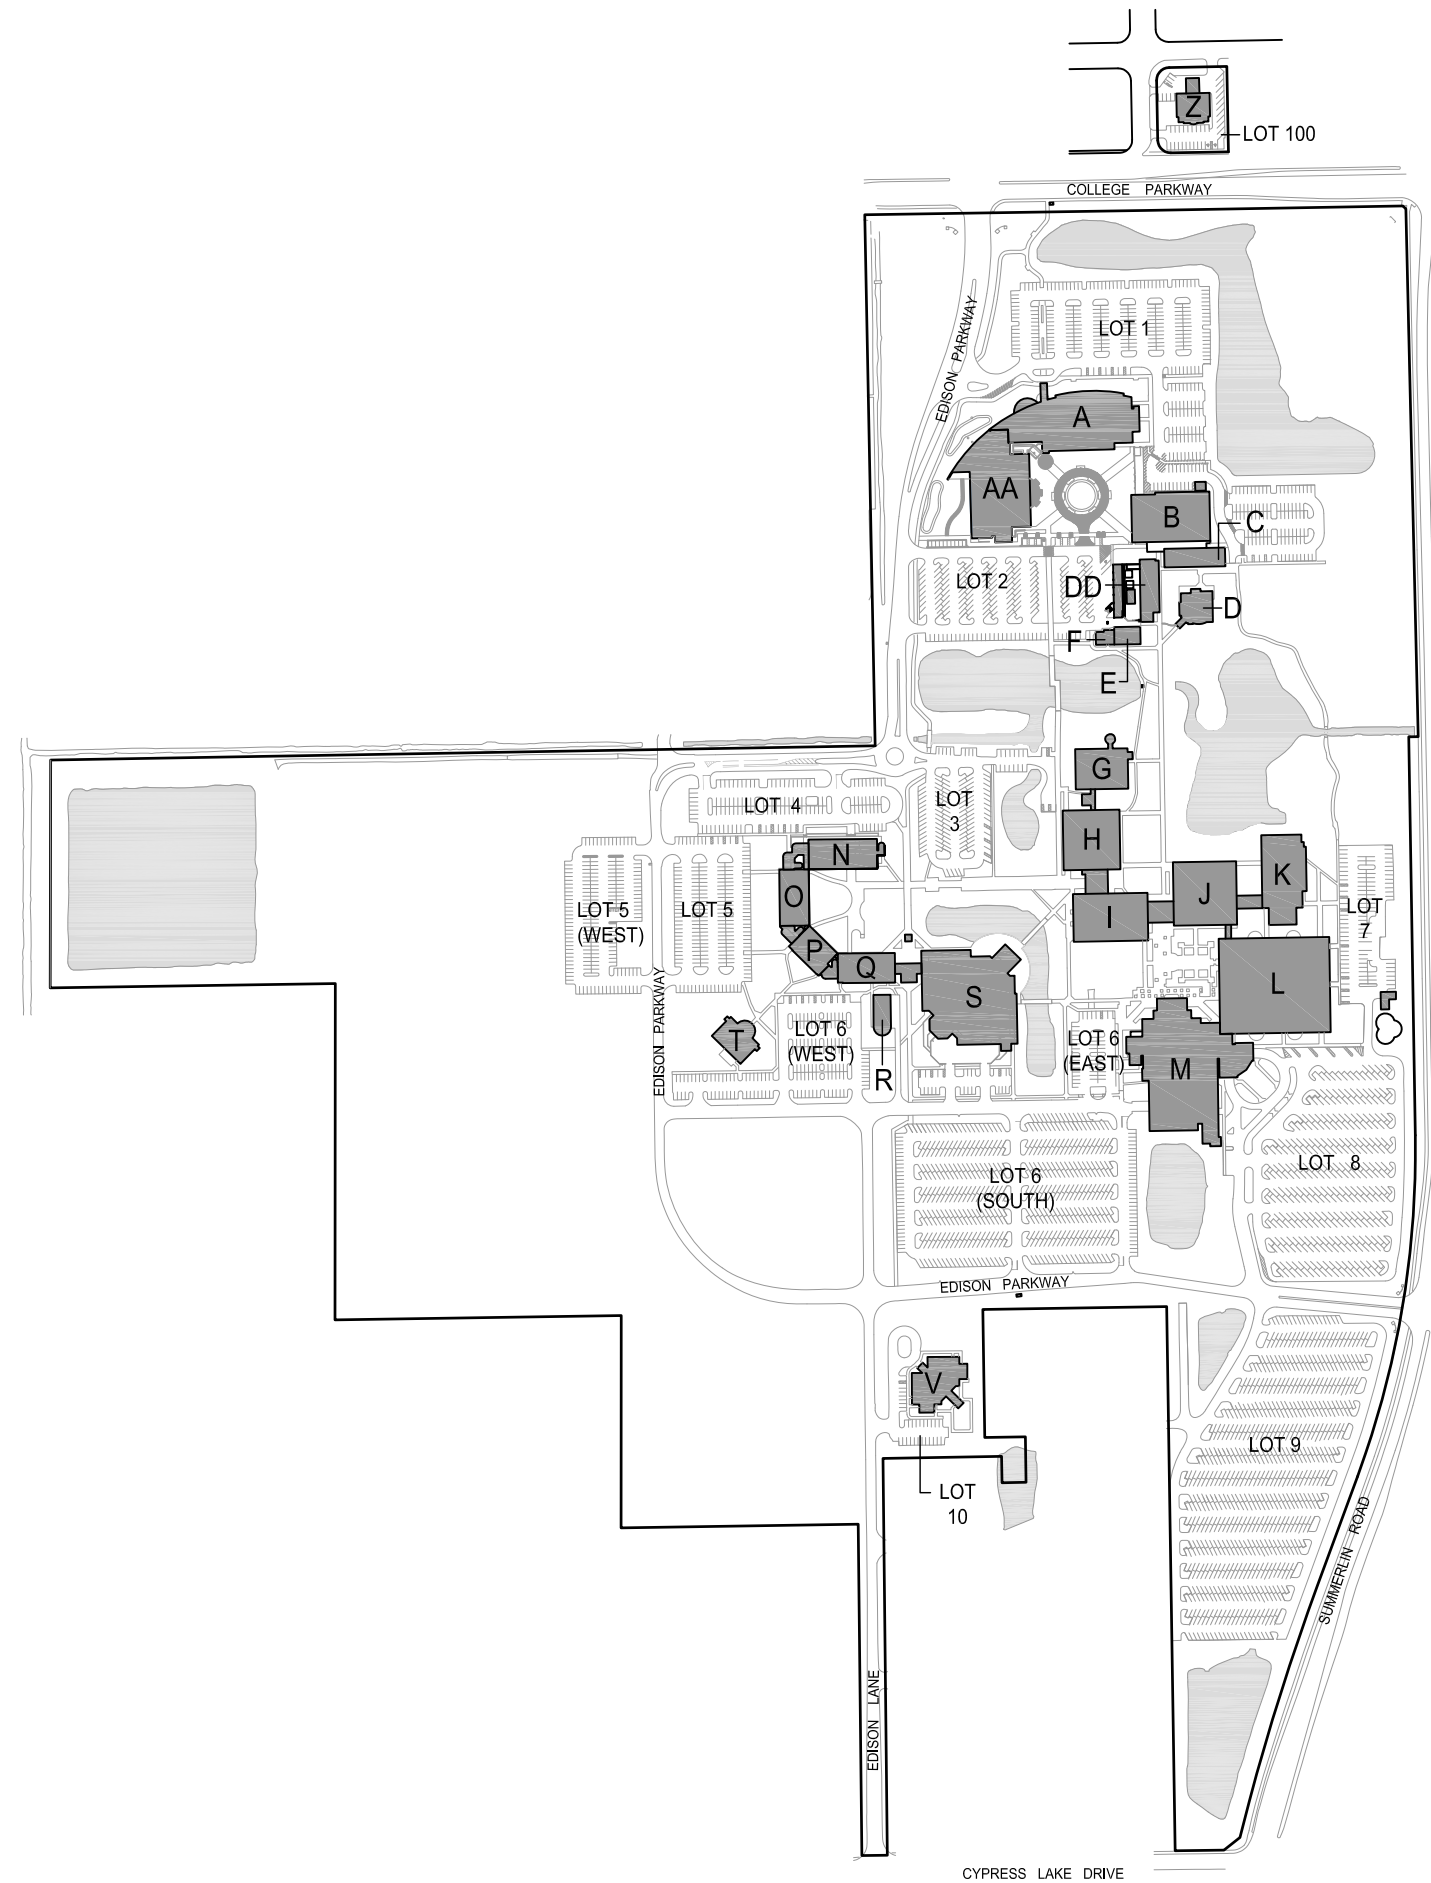 Z
LOT 100
COLLEGE PARKWAY
EDISON PARKWAY
LOT 1
A
AA
B
C
LOT 2
DD
D
F
E
G
LOT 4
LOT
3
H
N
K
O
J
LOT 5
(WEST)
LOT 5
I
LOT
7
P
Q
S
L
EDISON PARKWAY
T
LOT 6
(WEST)
R
LOT 6
(EAST)
M
LOT 8
LOT 6
(SOUTH)
EDISON PARKWAY
V
LOT 9
LOT
10
SUMMERLIN ROAD
EDISON LANE
CYPRESS LAKE DRIVE